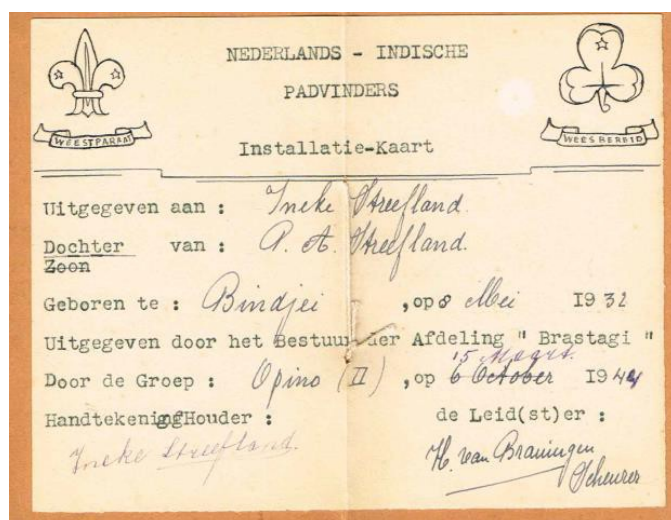 NEDERLANDS - INDISCHE
PADVINDERS
WEEST PARAAT
WEES BEREID
Installatie-Kaart
Uitgegeven aan : Ineke Streefland.
Dochter van : P. A. Streefland.
Zoon
Geboren te : Bindjei , op 8 Mei 1932
Uitgegeven door het Bestuur der Afdeling " Brastagi "
15 Maart
Door de Groep : Opino (II) , op 6 October 1944
Handtekening Houder : de Leid(st)er :
Ineke Streefland. H. van
Scheurer